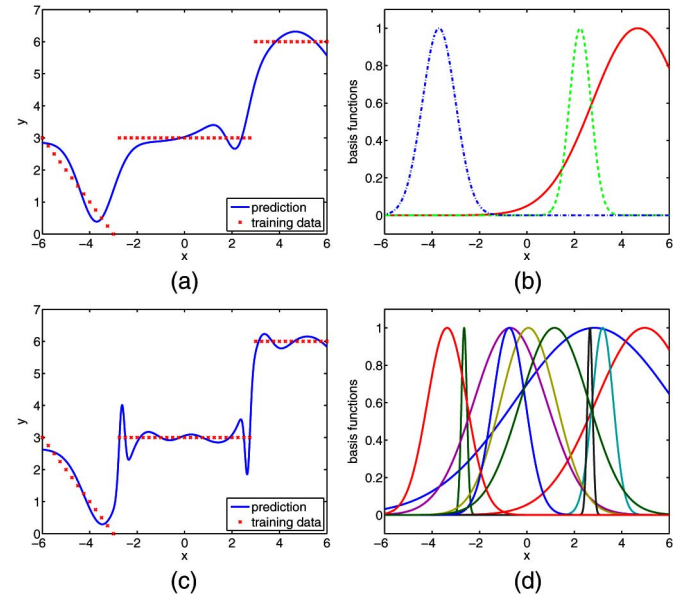 7
6
5
4
3
2
1
0
y
−6 −4 −2 0 2 4 6
x
prediction
training data
(a)
1
0.8
0.6
0.4
0.2
0
basis functions
−6 −4 −2 0 2 4 6
x
(b)
7
6
5
4
3
2
1
0
y
−6 −4 −2 0 2 4 6
x
prediction
training data
(c)
1
0.8
0.6
0.4
0.2
0
basis functions
−6 −4 −2 0 2 4 6
x
(d)